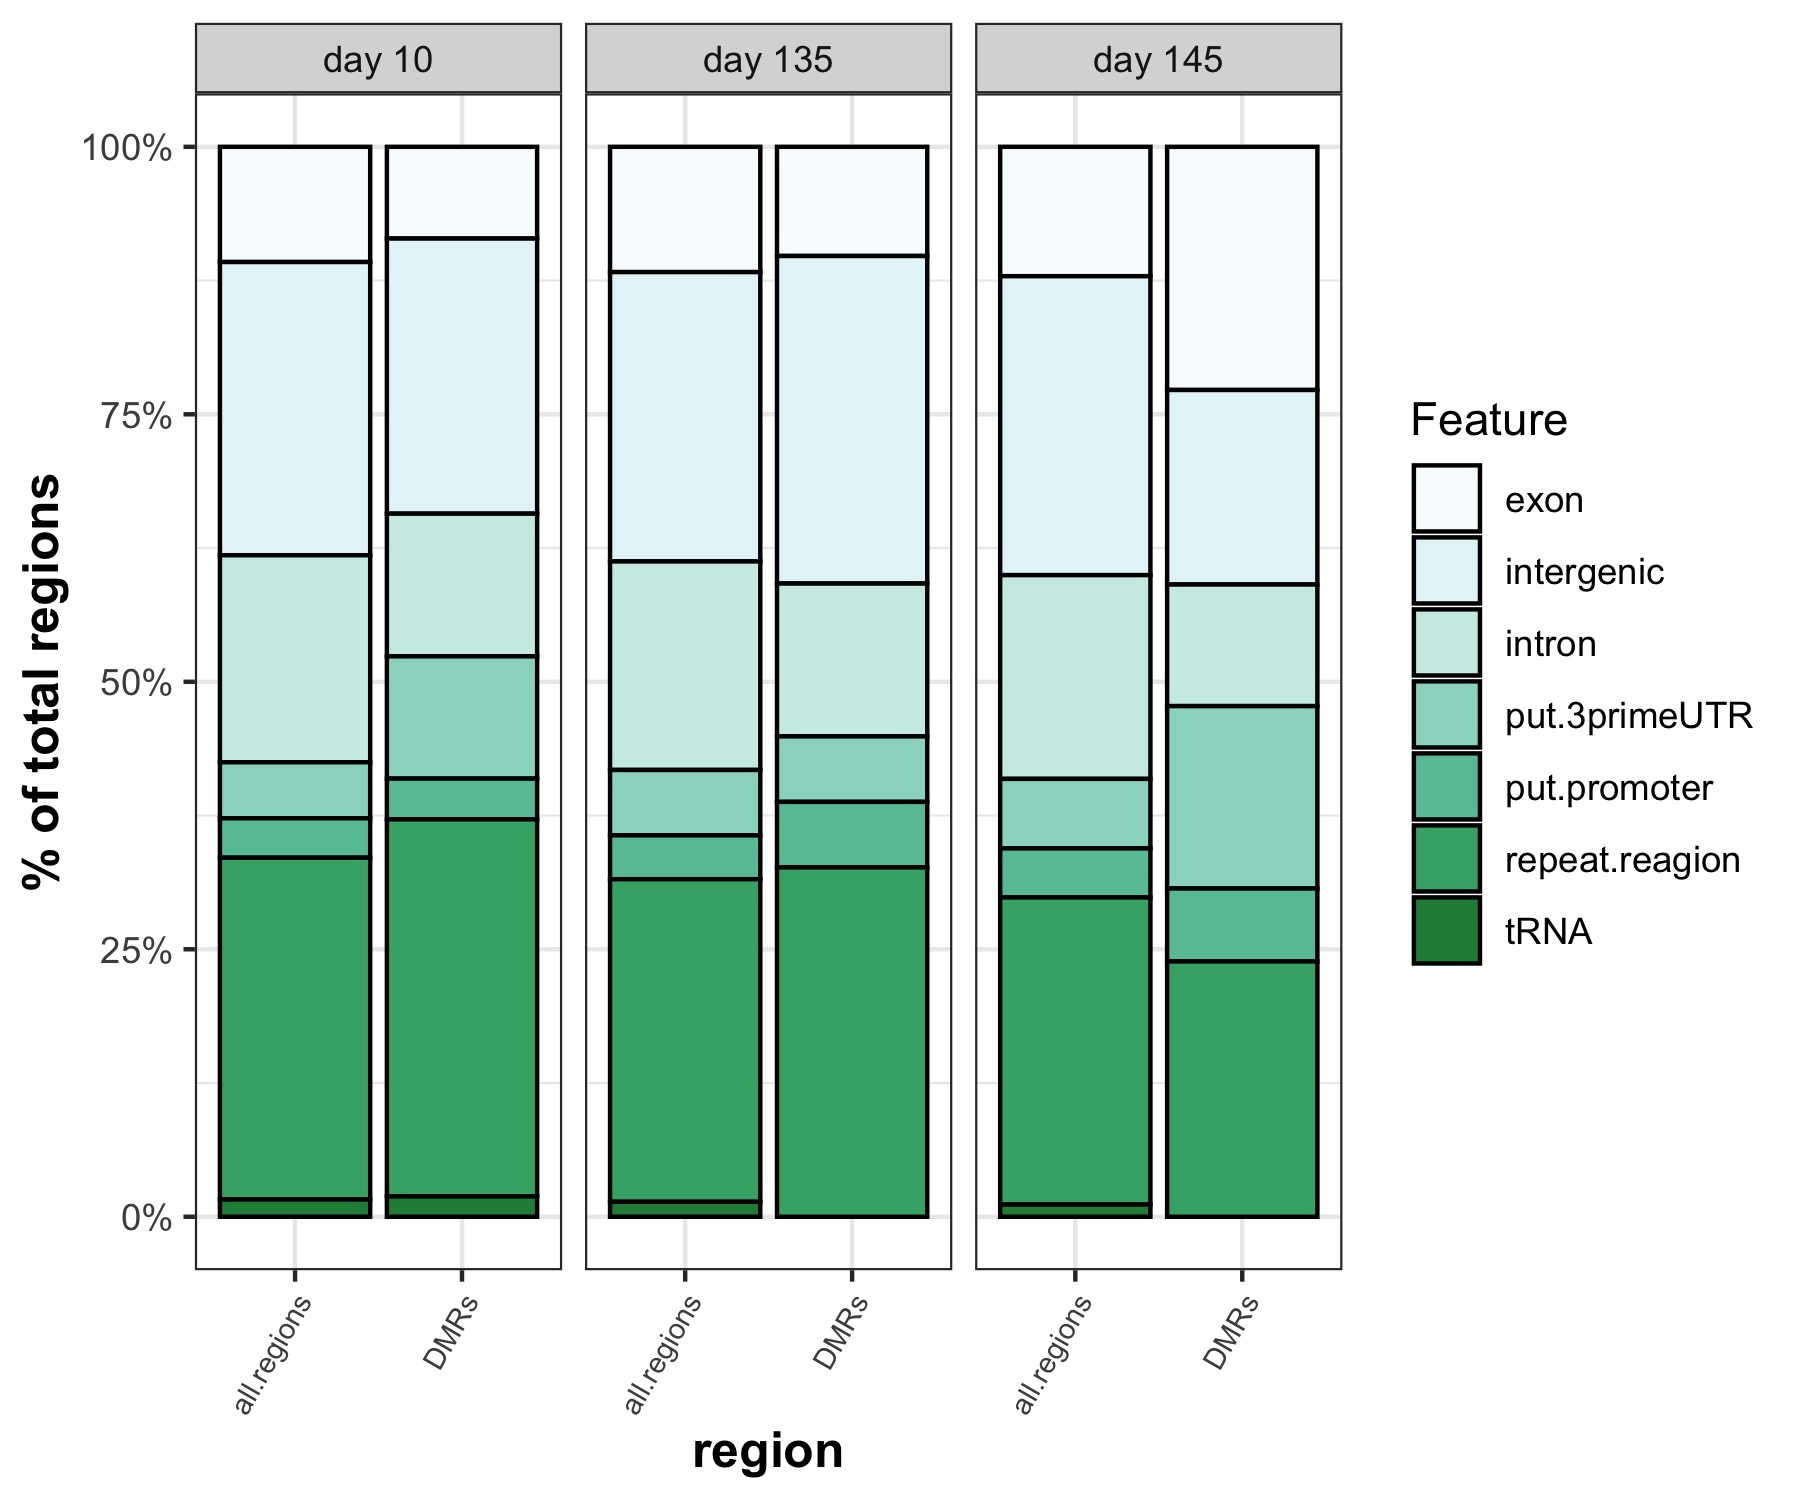 day 10
day 135
day 145
100%
75%
50%
25%
0%
% of total regions
all.regions
DMRs
all.regions
DMRs
all.regions
DMRs
region
Feature
exon
intergenic
intron
put.3primeUTR
put.promoter
repeat.reagion
tRNA